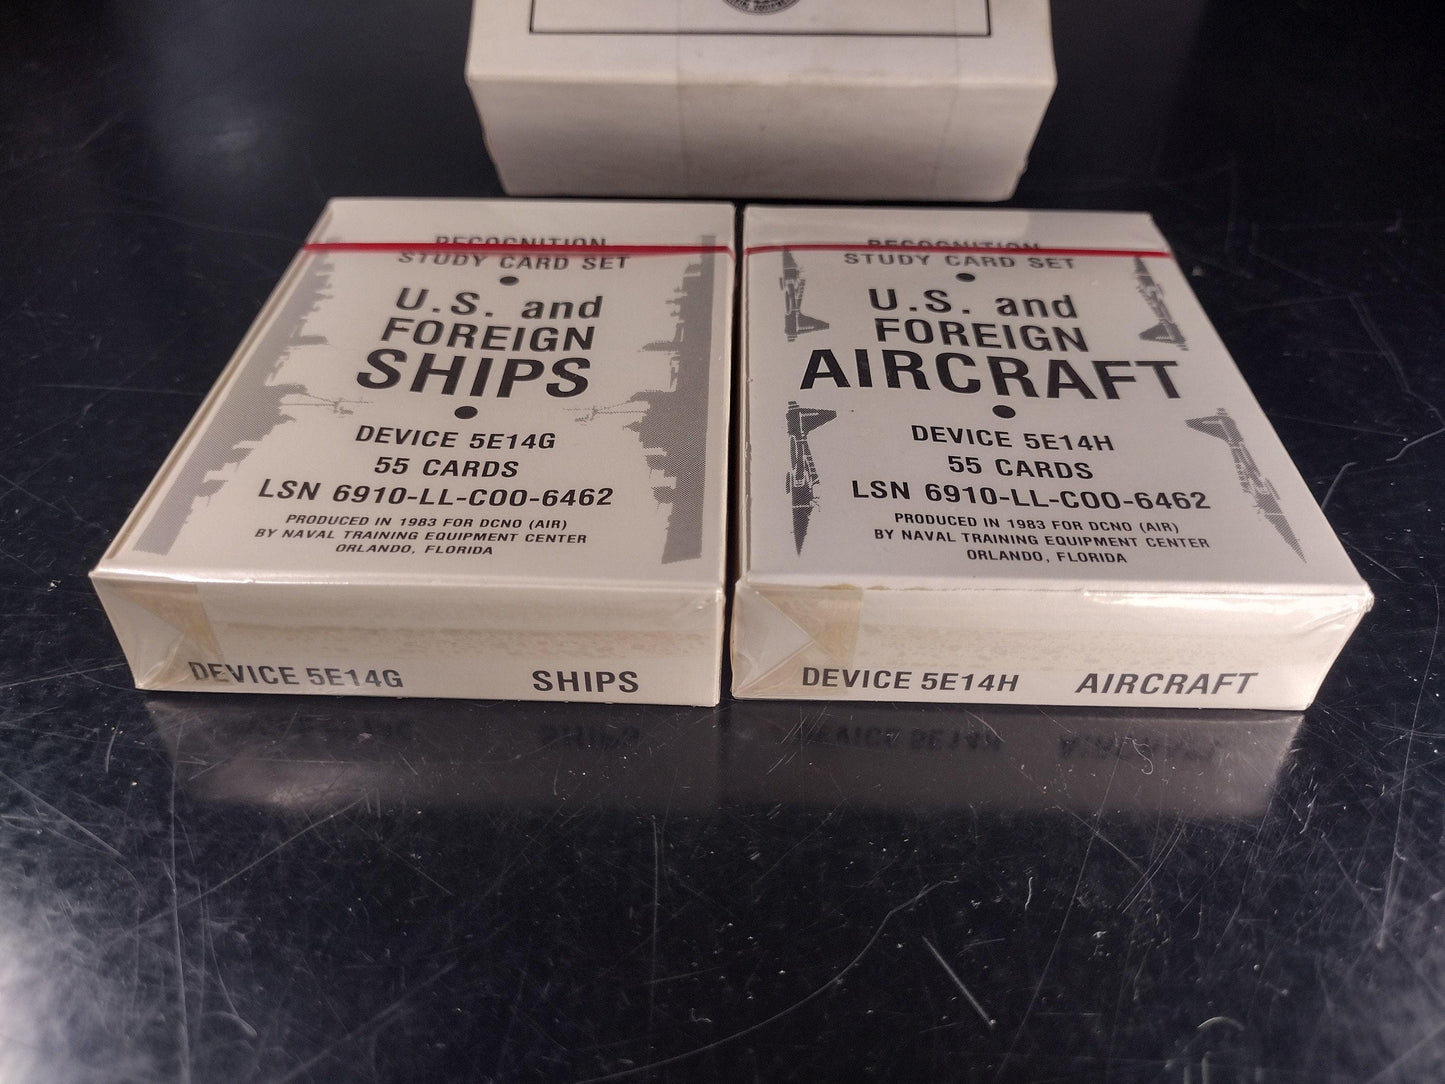 RECOGNITION
STUDY CARD SET
U.S. and
FOREIGN
SHIPS
DEVICE 5E14G
55 CARDS
LSN 6910-LL-C00-6462
PRODUCED IN 1983 FOR DCNO (AIR)
BY NAVAL TRAINING EQUIPMENT CENTER
ORLANDO, FLORIDA
DEVICE 5E14G SHIPS
RECOGNITION
STUDY CARD SET
U.S. and
FOREIGN
AIRCRAFT
DEVICE 5E14H
55 CARDS
LSN 6910-LL-C00-6462
PRODUCED IN 1983 FOR DCNO (AIR)
BY NAVAL TRAINING EQUIPMENT CENTER
ORLANDO, FLORIDA
DEVICE 5E14H AIRCRAFT